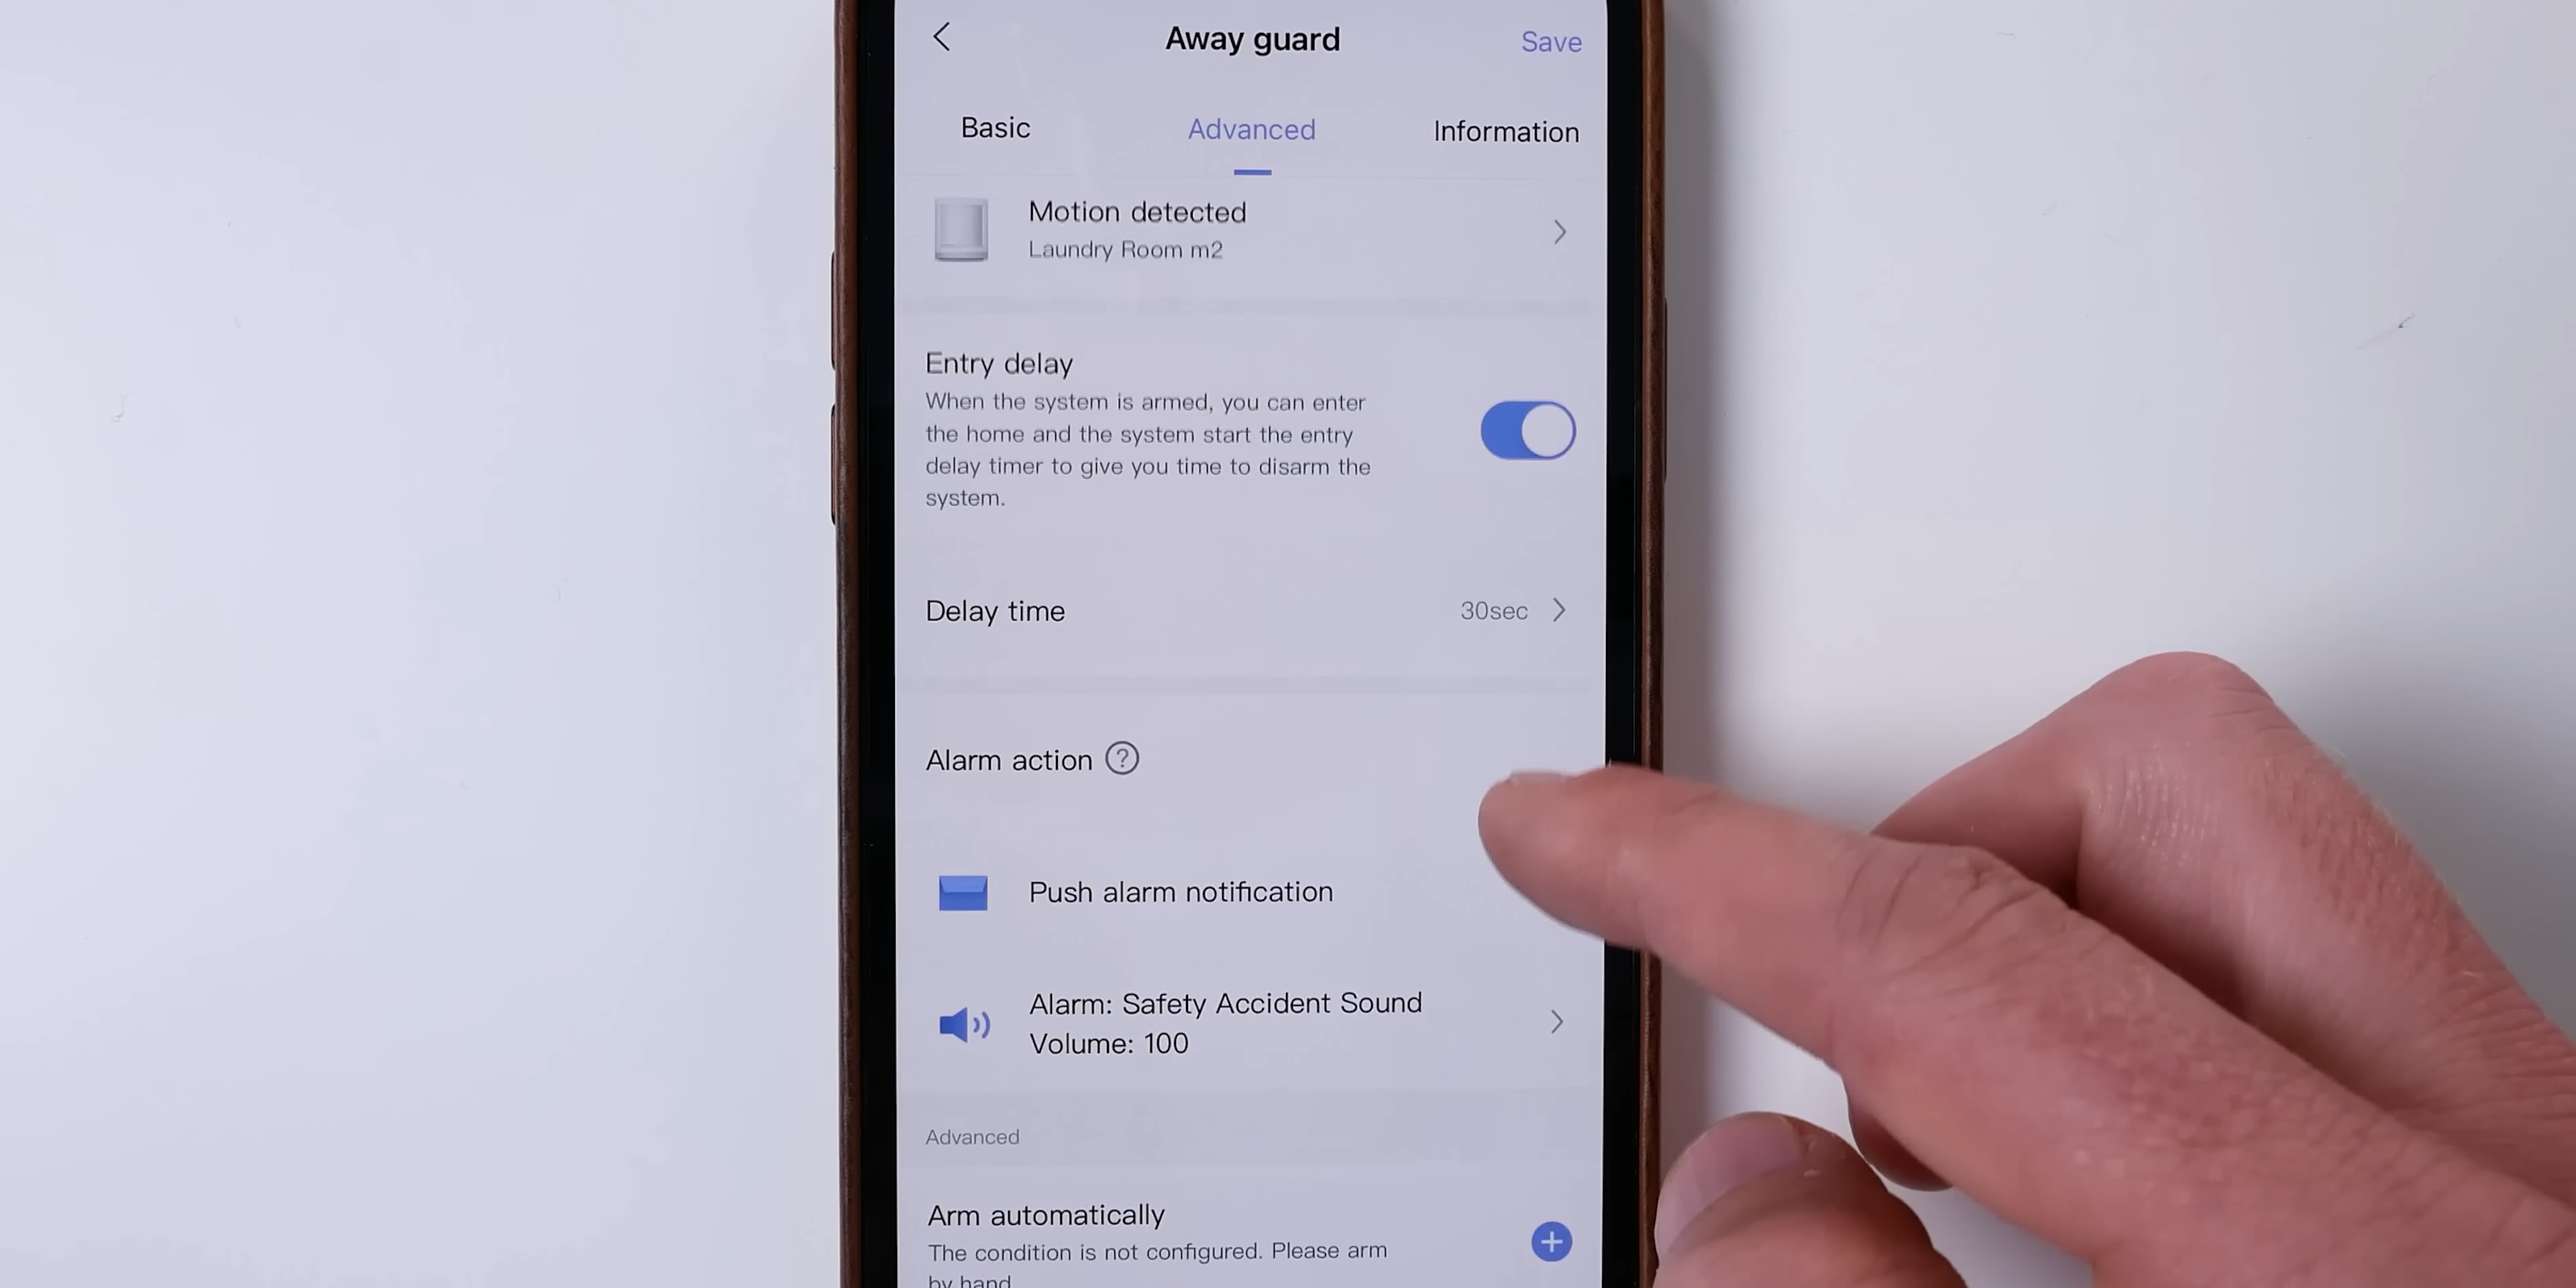 Away guard
Save
Basic
Advanced
Information
Motion detected
Laundry Room m2
Entry delay
When the system is armed, you can enter
the home and the system start the entry
delay timer to give you time to disarm the
system.
Delay time
30sec
Alarm action ?
Push alarm notification
Alarm: Safety Accident Sound
Volume: 100
Advanced
Arm automatically
The condition is not configured. Please arm
by hand